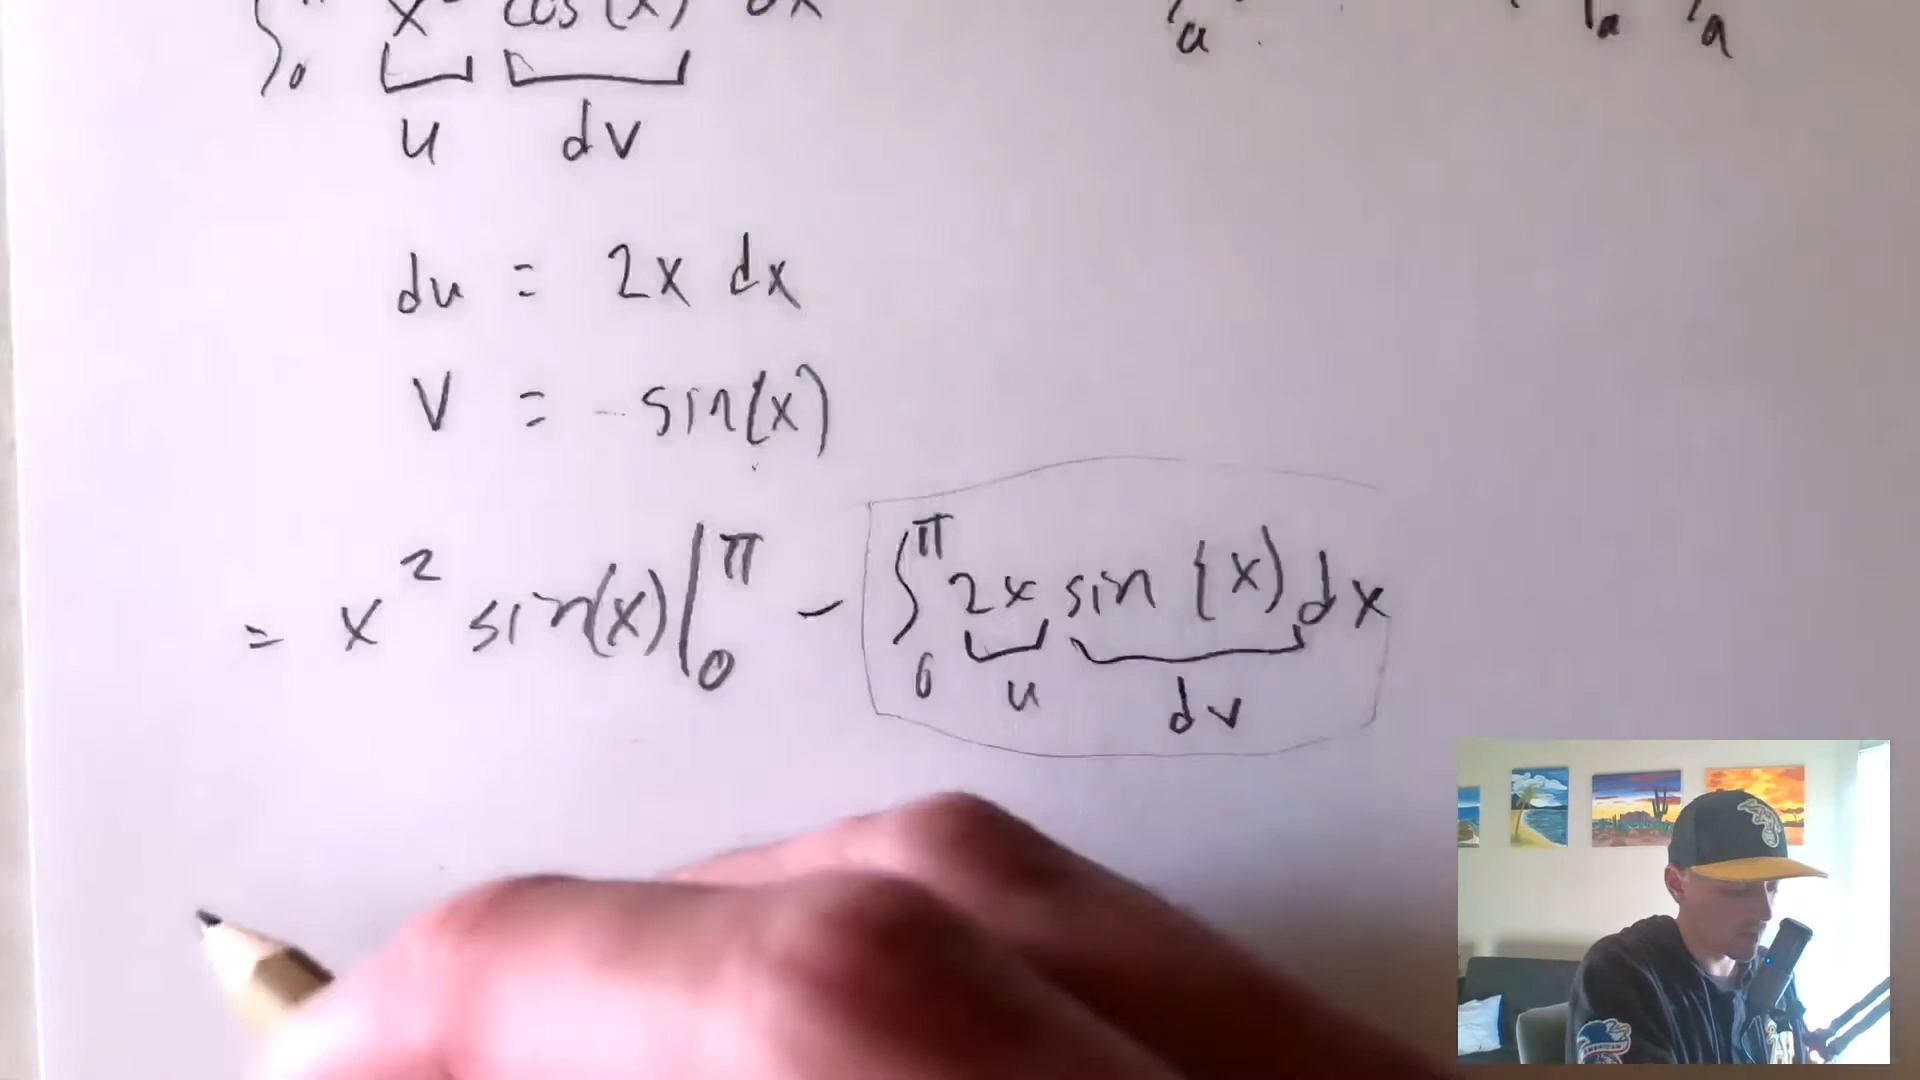 ∫₀ x² cos(x) dx
a a a
u dv
du = 2x dx
v = - sin(x)
= x² sin(x)|₀^π - ∫₀^π 2x sin(x) dx
u dv